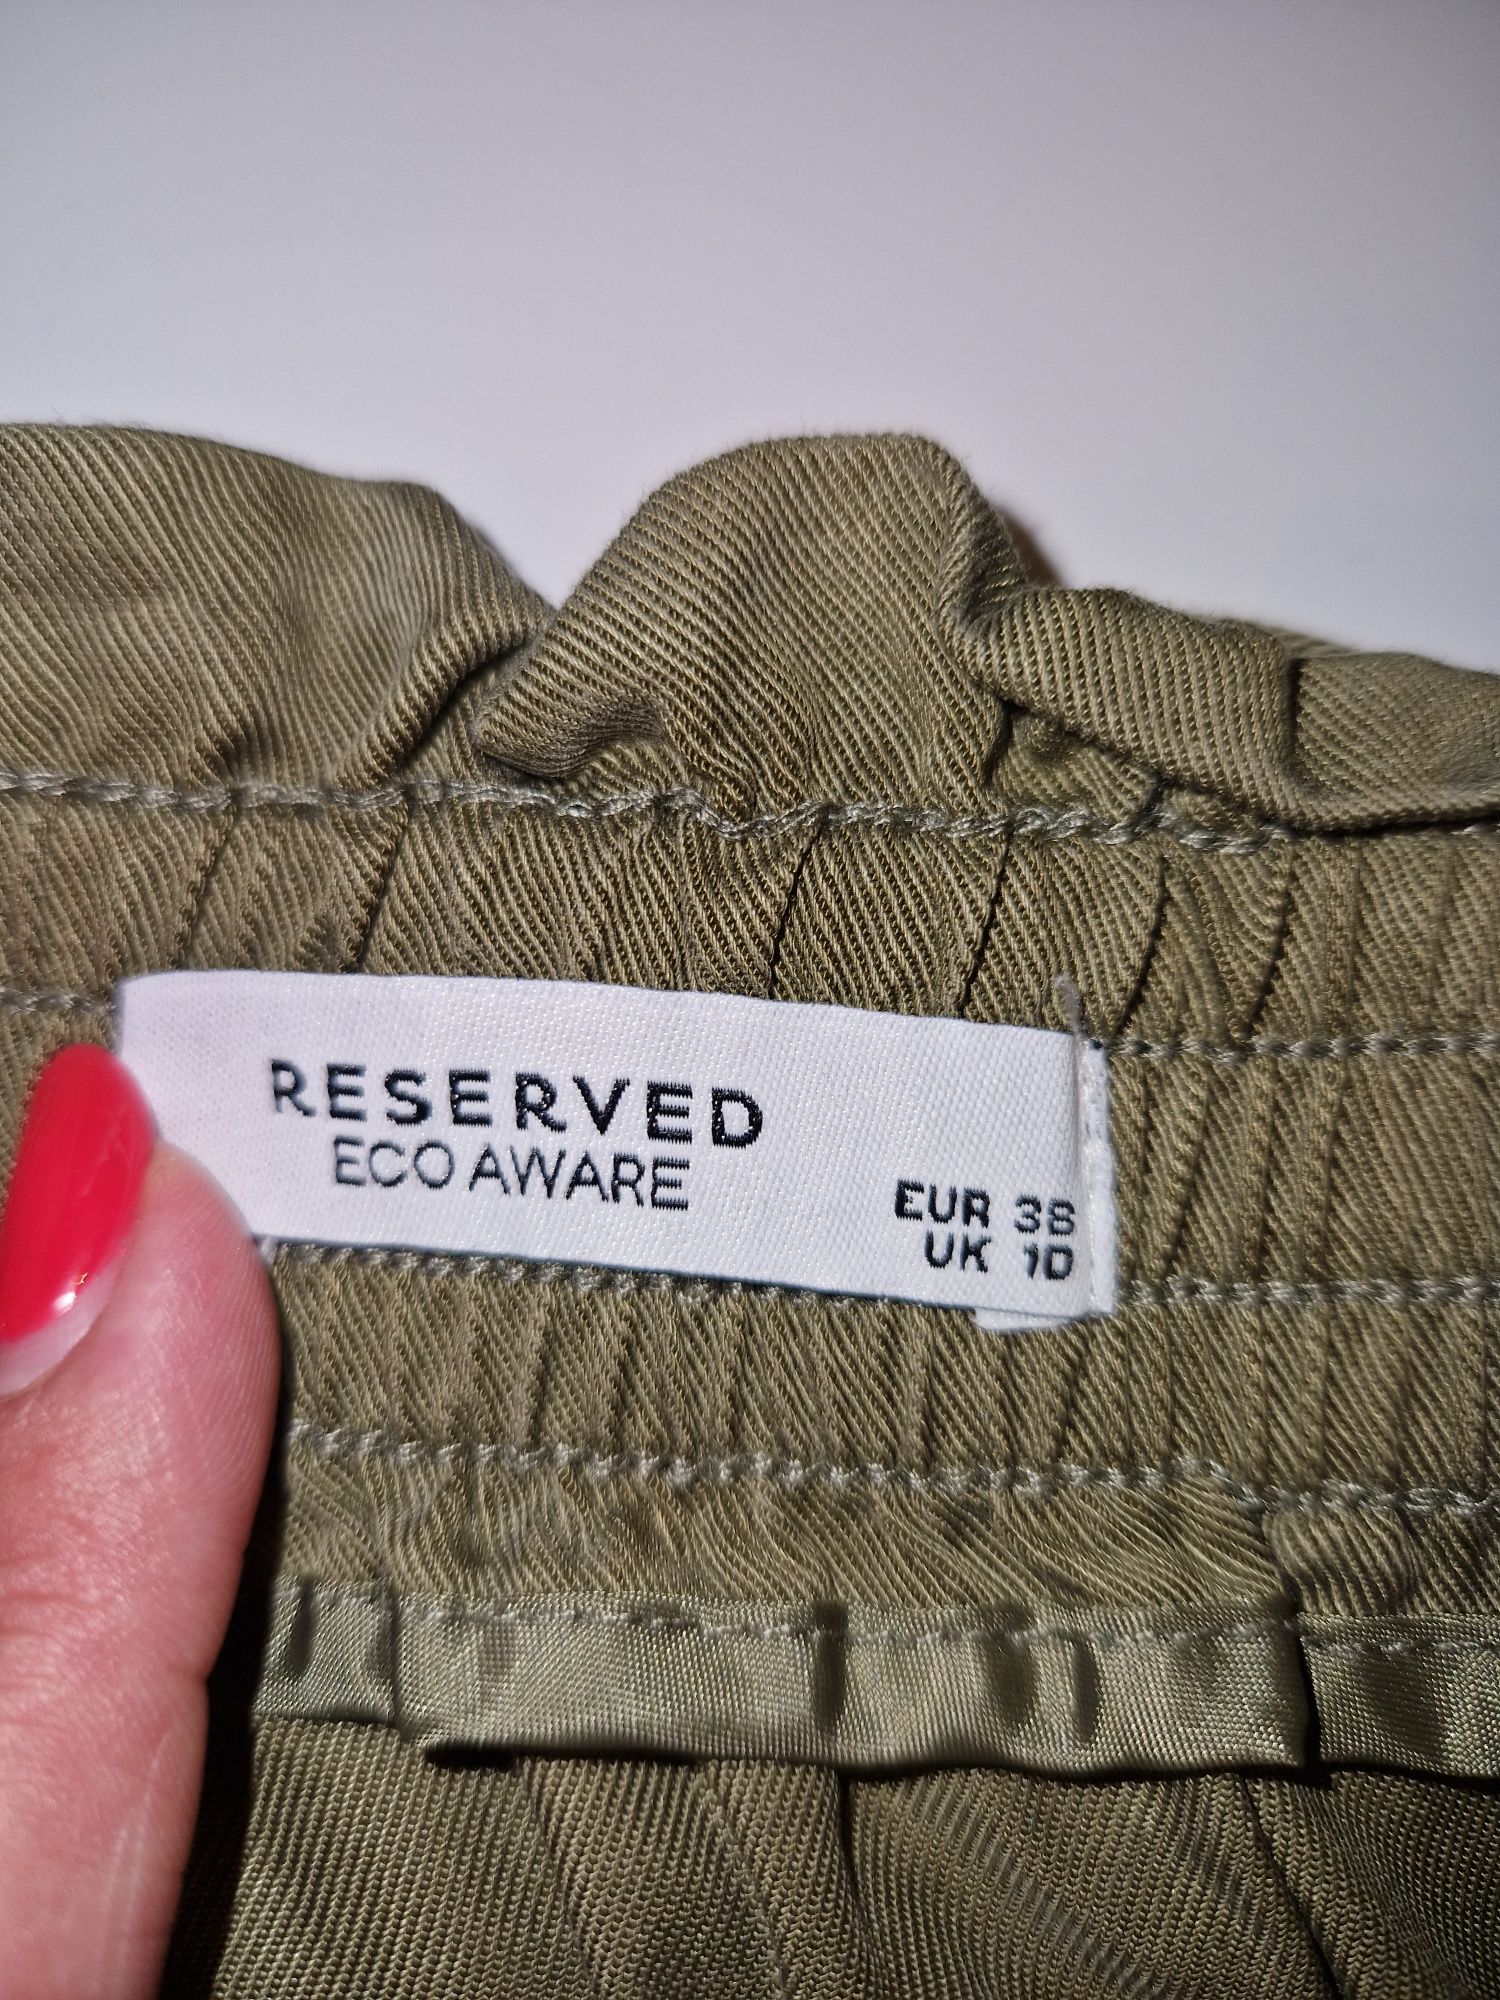 RESERVED
ECO AWARE
EUR 38
UK 10